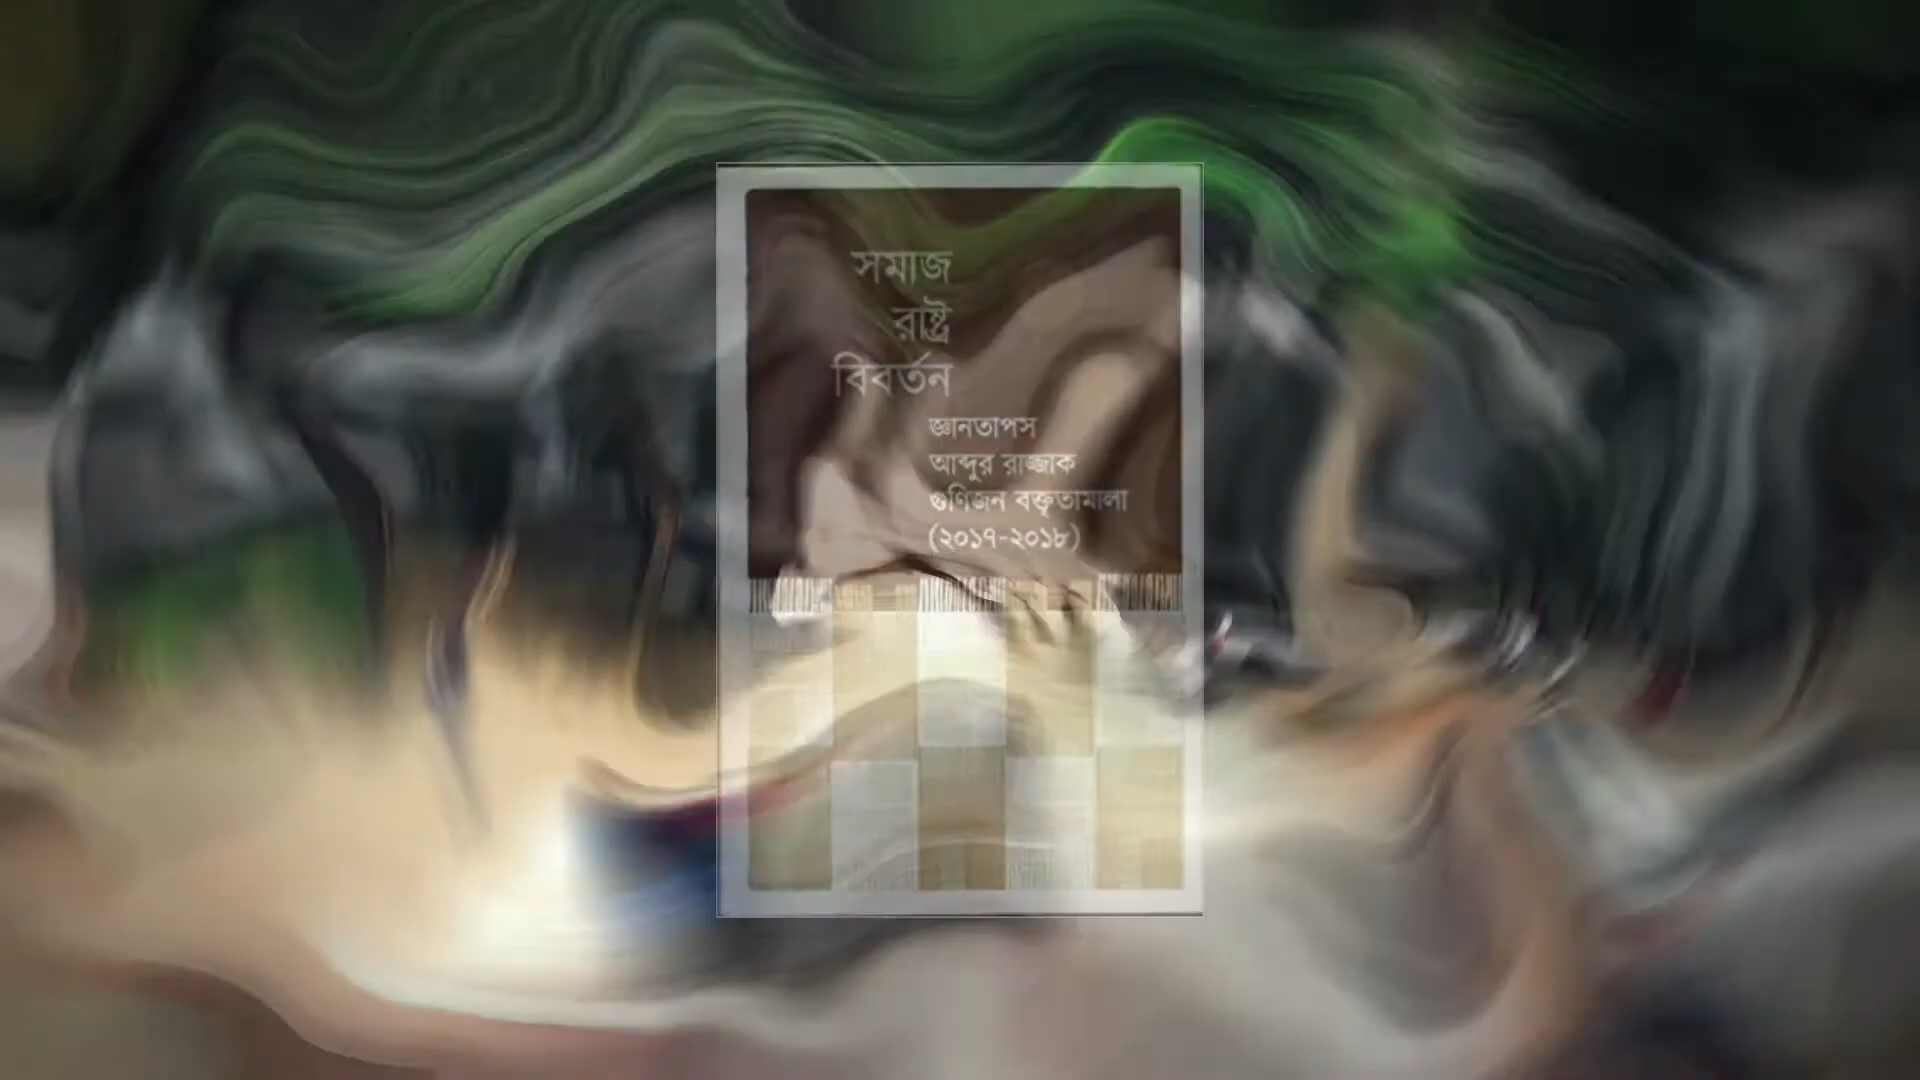 সমাজ
রাষ্ট্র
বিবর্তন
জ্ঞানতাপস
আব্দুর রাজ্জাক
গুণিজন বক্তৃতামালা
(২০১৭-২০১৮)